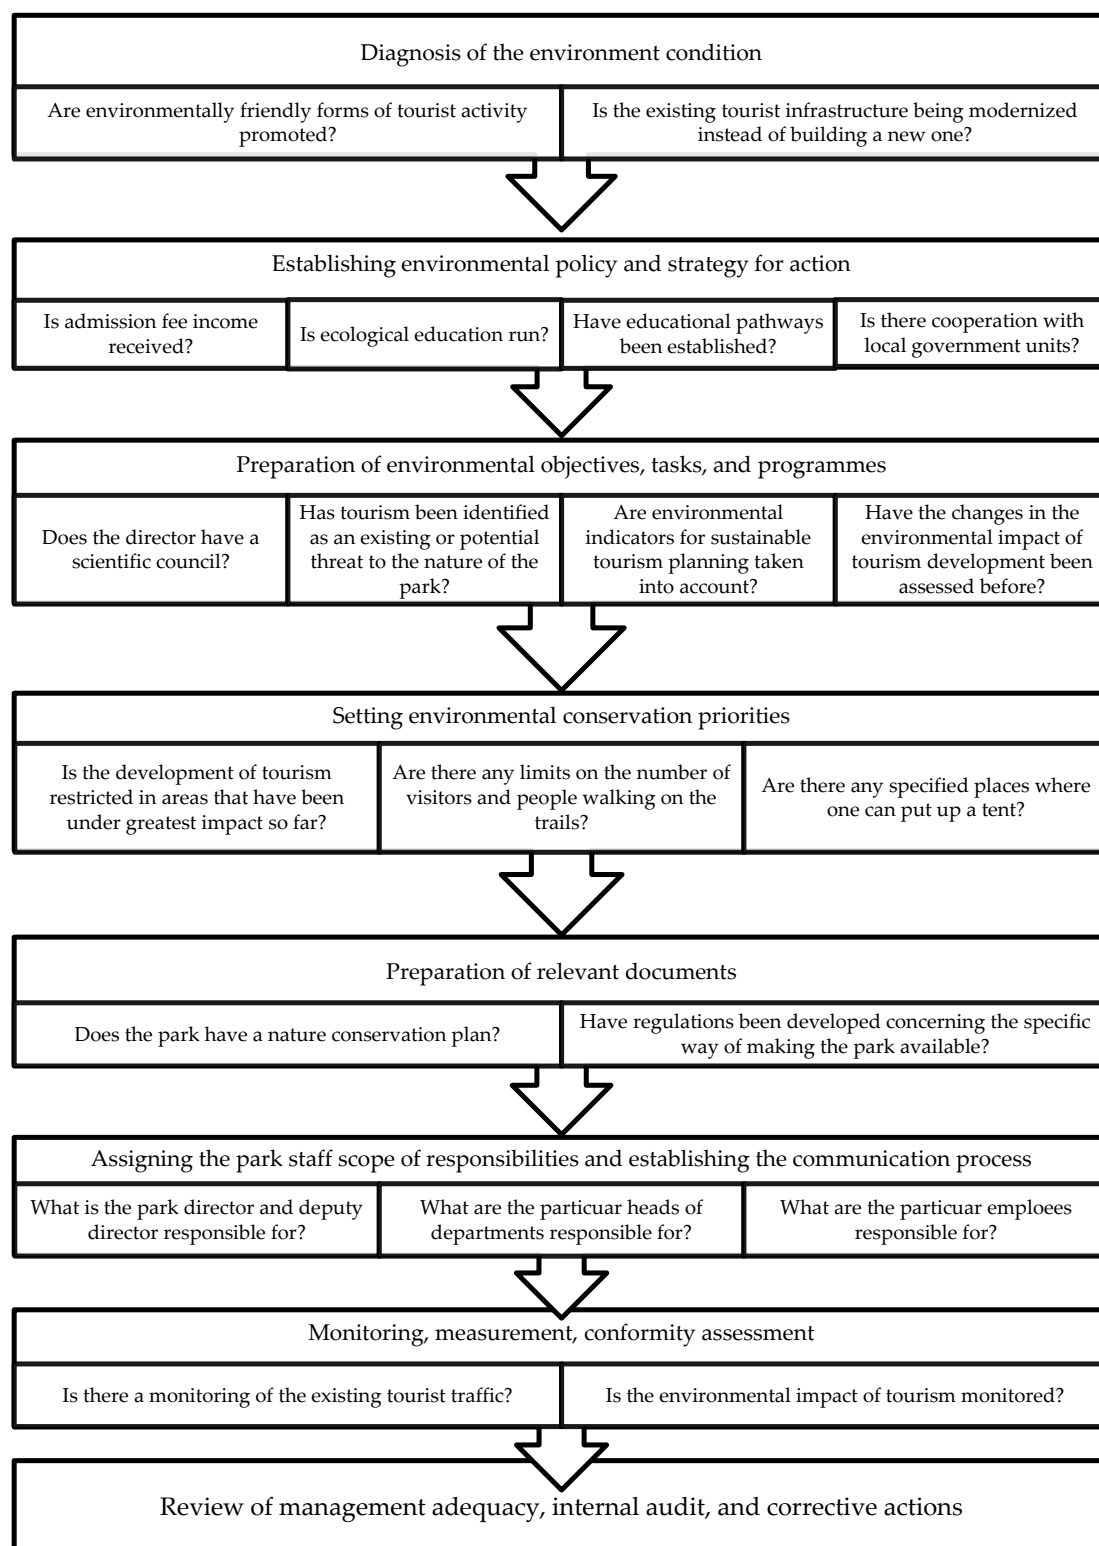 Diagnosis of the environment condition
Are environmentally friendly forms of tourist activity
promoted?
Is the existing tourist infrastructure being modernized
instead of building a new one?
Establishing environmental policy and strategy for action
Is admission fee income
received?
Is ecological education run?
Have educational pathways
been established?
Is there cooperation with
local government units?
Preparation of environmental objectives, tasks, and programmes
Does the director have a
scientific council?
Has tourism been identified
as an existing or potential
threat to the nature of the
park?
Are environmental
indicators for sustainable
tourism planning taken
into account?
Have the changes in the
environmental impact of
tourism development been
assessed before?
Setting environmental conservation priorities
Is the development of tourism
restricted in areas that have been
under greatest impact so far?
Are there any limits on the number of
visitors and people walking on the
trails?
Are there any specified places where
one can put up a tent?
Preparation of relevant documents
Does the park have a nature conservation plan?
Have regulations been developed concerning the specific
way of making the park available?
Assigning the park staff scope of responsibilities and establishing the communication process
What is the park director and deputy
director responsible for?
What are the particuar heads of
departments responsible for?
What are the particuar emploees
responsible for?
Monitoring, measurement, conformity assessment
Is there a monitoring of the existing tourist traffic?
Is the environmental impact of tourism monitored?
Review of management adequacy, internal audit, and corrective actions